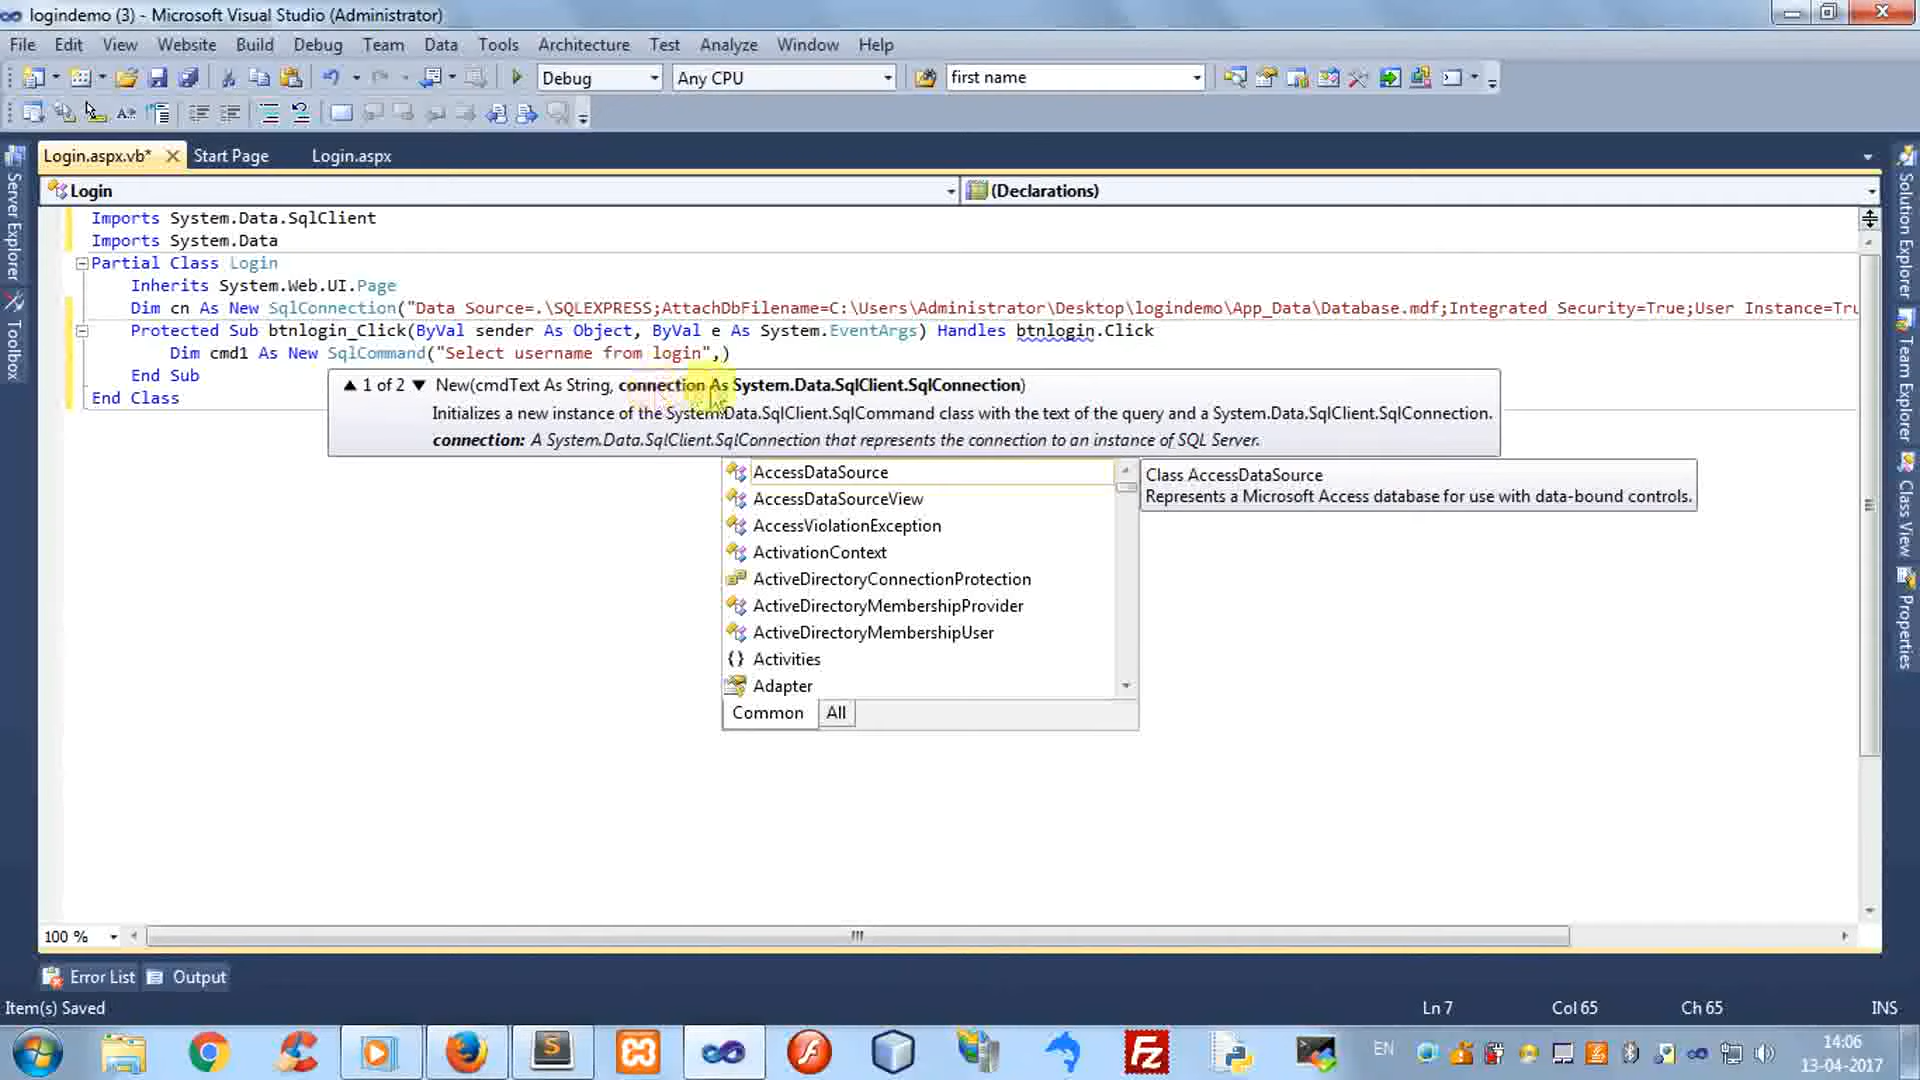 logindemo (3) - Microsoft Visual Studio (Administrator)
File Edit View Website Build Debug Team Data Tools Architecture Test Analyze Window Help
Debug Any CPU first name
Login.aspx.vb* Start Page Login.aspx
Login (Declarations)
Imports System.Data.SqlClient
Imports System.Data
Partial Class Login
Inherits System.Web.UI.Page
Dim cn As New SqlConnection("Data Source=.\SQLEXPRESS;AttachDbFilename=C:\Users\Administrator\Desktop\logindemo\App_Data\Database.mdf;Integrated Security=True;User Instance=Tru
Protected Sub btnlogin_Click(ByVal sender As Object, ByVal e As System.EventArgs) Handles btnlogin.Click
Dim cmd1 As New SqlCommand("Select username from login",)
End Sub
End Class
1 of 2 New(cmdText As String, connection As System.Data.SqlClient.SqlConnection)
Initializes a new instance of the System.Data.SqlClient.SqlCommand class with the text of the query and a System.Data.SqlClient.SqlConnection.
connection: A System.Data.SqlClient.SqlConnection that represents the connection to an instance of SQL Server.
AccessDataSource
AccessDataSourceView
AccessViolationException
ActivationContext
ActiveDirectoryConnectionProtection
ActiveDirectoryMembershipProvider
ActiveDirectoryMembershipUser
{} Activities
Adapter
Common All
Class AccessDataSource
Represents a Microsoft Access database for use with data-bound controls.
Server Explorer
Toolbox
Solution Explorer
Team Explorer
Class View
Properties
100 %
Error List Output
Item(s) Saved Ln 7 Col 65 Ch 65 INS
EN
14:06
13-04-2017